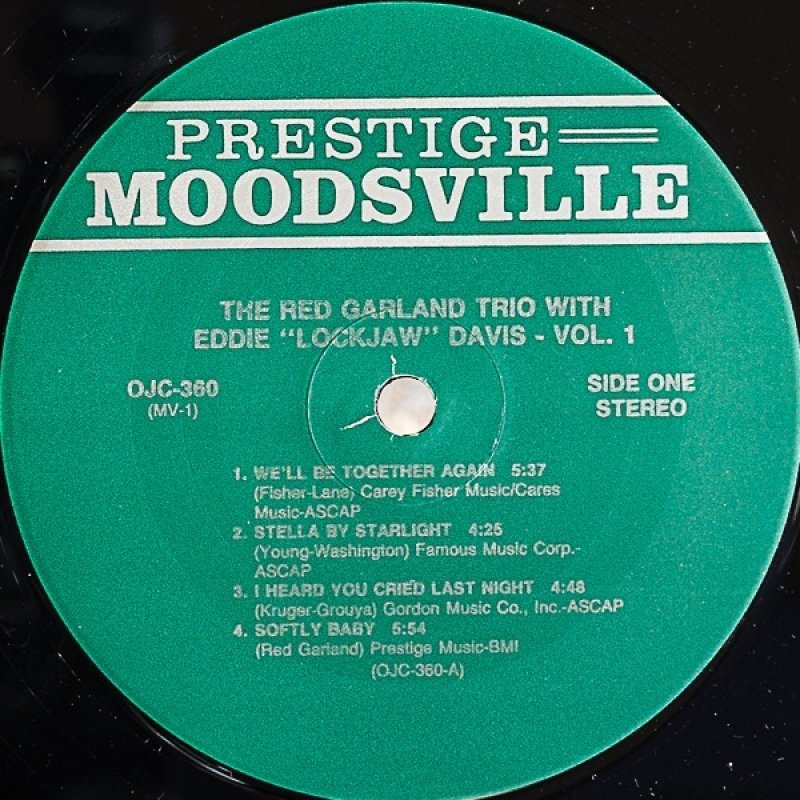 PRESTIGE
MOODSVILLE
THE RED GARLAND TRIO WITH
EDDIE "LOCKJAW" DAVIS - VOL. 1
OJC-360
(MV-1)
SIDE ONE
STEREO
1. WE'LL BE TOGETHER AGAIN 5:37
(Fisher-Lane) Carey Fisher Music/Cares
Music-ASCAP
2. STELLA BY STARLIGHT 4:25
(Young-Washington) Famous Music Corp.-
ASCAP
3. I HEARD YOU CRIED LAST NIGHT 4:48
(Kruger-Grouya) Gordon Music Co., Inc.-ASCAP
4. SOFTLY BABY 5:54
(Red Garland) Prestige Music-BMI
(OJC-360-A)